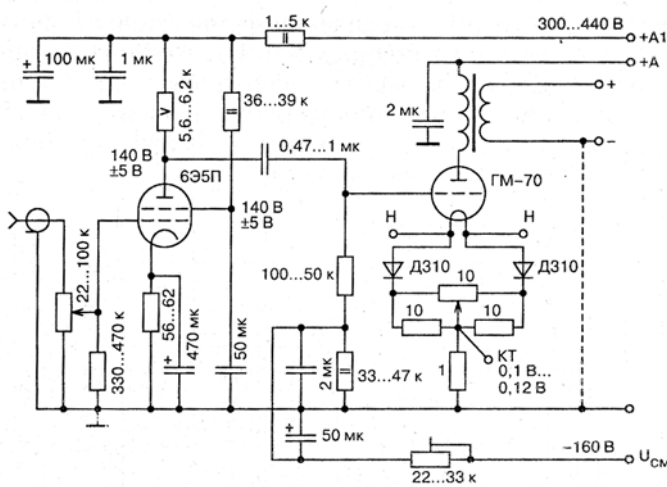 1...5 к
300...440 В
+А1
+А
+ 100 мк
1 мк
5,6...6,2 к
36...39 к
2 мк
+
−
0,47...1 мк
140 В
±5 В
6Э5П
140 В
±5 В
ГМ–70
Н
Н
Д310
Д310
22...100 к
100...50 к
10
10
10
330...470 к
56...62
+
470 мк
50 мк
2 мк
33...47 к
1
КТ
0,1 В...
0,12 В
+
50 мк
22...33 к
−160 В
Uсм